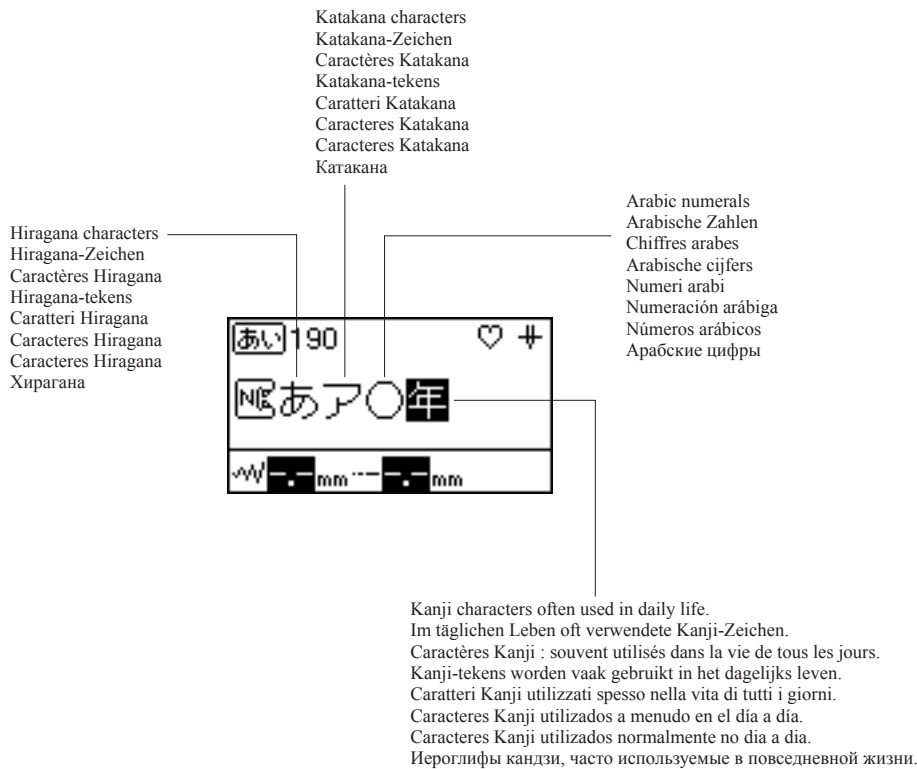 Katakana characters
Katakana-Zeichen
Caractères Katakana
Katakana-tekens
Caratteri Katakana
Caracteres Katakana
Caracteres Katakana
Катакана
Hiragana characters
Hiragana-Zeichen
Caractères Hiragana
Hiragana-tekens
Caratteri Hiragana
Caracteres Hiragana
Caracteres Hiragana
Хирагана
Arabic numerals
Arabische Zahlen
Chiffres arabes
Arabische cijfers
Numeri arabi
Numeración arábiga
Números arábicos
Арабские цифры
あい 190
あア〇年
-.- mm -.- mm
Kanji characters often used in daily life.
Im täglichen Leben oft verwendete Kanji-Zeichen.
Caractères Kanji : souvent utilisés dans la vie de tous les jours.
Kanji-tekens worden vaak gebruikt in het dagelijks leven.
Caratteri Kanji utilizzati spesso nella vita di tutti i giorni.
Caracteres Kanji utilizados a menudo en el día a día.
Caracteres Kanji utilizados normalmente no dia a dia.
Иероглифы кандзи, часто используемые в повседневной жизни.